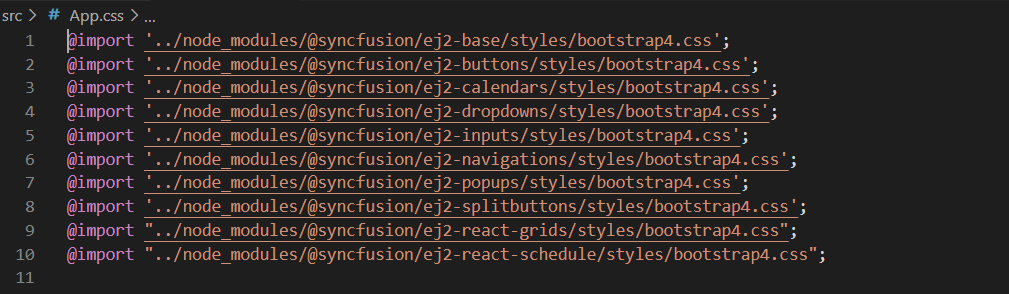 src > # App.css > ...
1 @import '../node_modules/@syncfusion/ej2-base/styles/bootstrap4.css';
2 @import '../node_modules/@syncfusion/ej2-buttons/styles/bootstrap4.css';
3 @import '../node_modules/@syncfusion/ej2-calendars/styles/bootstrap4.css';
4 @import '../node_modules/@syncfusion/ej2-dropdowns/styles/bootstrap4.css';
5 @import '../node_modules/@syncfusion/ej2-inputs/styles/bootstrap4.css';
6 @import '../node_modules/@syncfusion/ej2-navigations/styles/bootstrap4.css';
7 @import '../node_modules/@syncfusion/ej2-popups/styles/bootstrap4.css';
8 @import '../node_modules/@syncfusion/ej2-splitbuttons/styles/bootstrap4.css';
9 @import "../node_modules/@syncfusion/ej2-react-grids/styles/bootstrap4.css";
10 @import "../node_modules/@syncfusion/ej2-react-schedule/styles/bootstrap4.css";
11